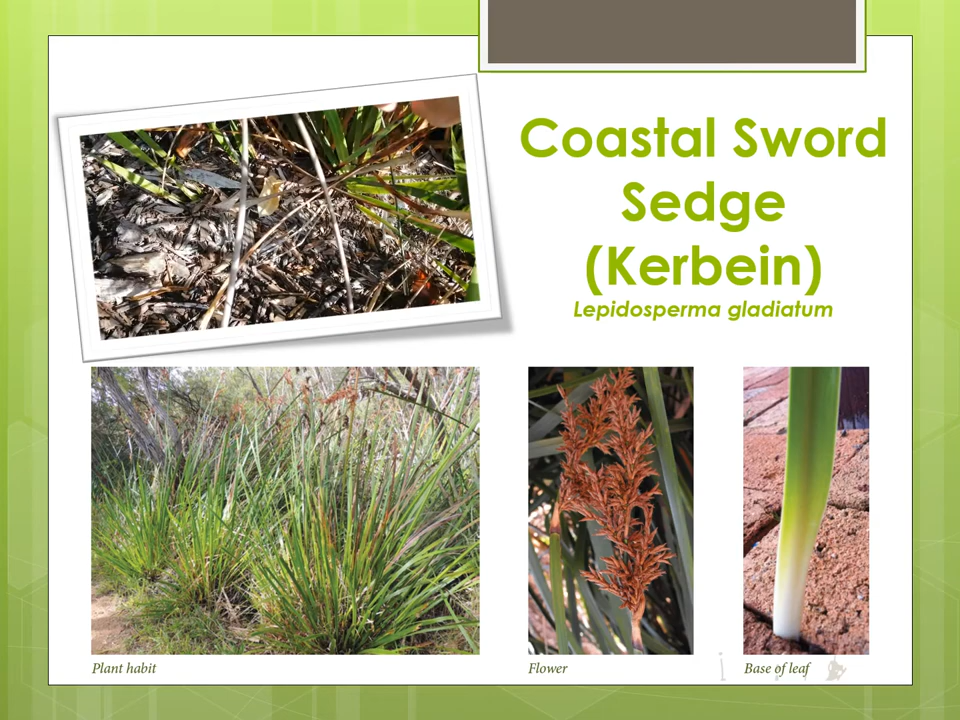 Coastal Sword
Sedge
(Kerbein)
Lepidosperma gladiatum
Plant habit
Flower
Base of leaf